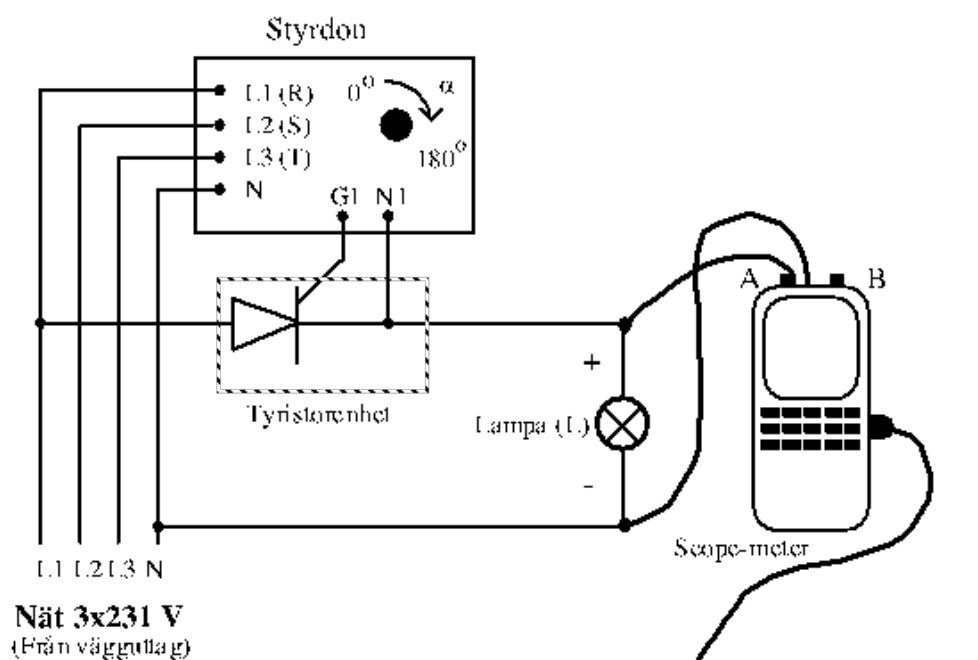 Styrdon
L1 (R)
0° α
L2 (S)
L3 (T)
180°
N
G1 N1
A B
+
Tyristorenhet
Lampa (L)
-
Scope-meter
L1 L2 L3 N
Nät 3x231 V
(Från vägguttag)